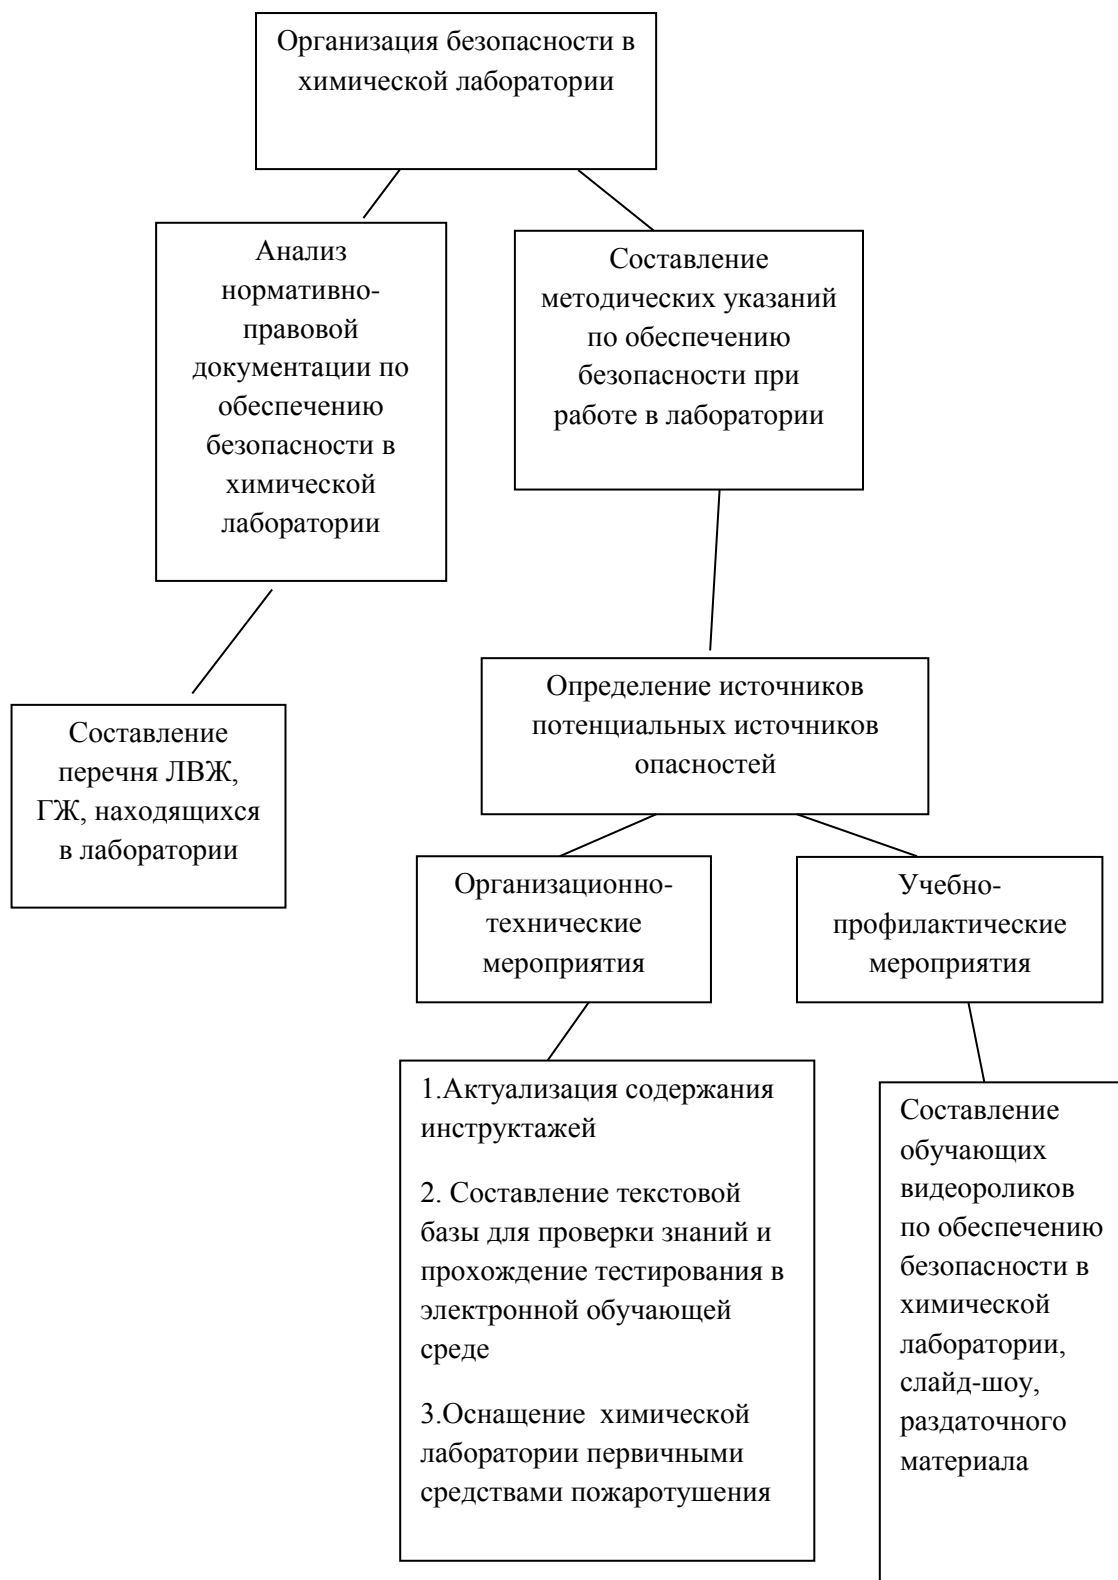 Организация безопасности в
химической лаборатории
Анализ
нормативно-
правовой
документации по
обеспечению
безопасности в
химической
лаборатории
Составление
методических указаний
по обеспечению
безопасности при
работе в лаборатории
Составление
перечня ЛВЖ,
ГЖ, находящихся
в лаборатории
Определение источников
потенциальных источников
опасностей
Организационно-
технические
мероприятия
Учебно-
профилактические
мероприятия
1.Актуализация содержания
инструктажей
2. Составление текстовой
базы для проверки знаний и
прохождение тестирования в
электронной обучающей
среде
3.Оснащение химической
лаборатории первичными
средствами пожаротушения
Составление
обучающих
видеороликов
по обеспечению
безопасности в
химической
лаборатории,
слайд-шоу,
раздаточного
материала